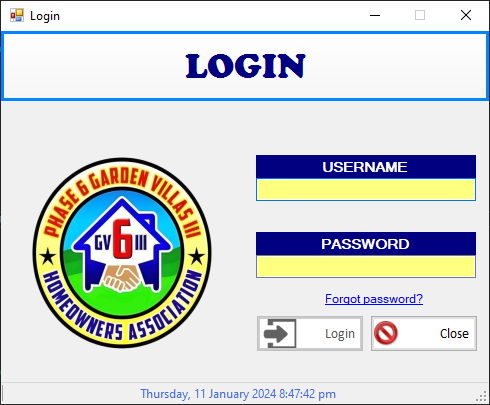 Login
LOGIN
PHASE 6 GARDEN VILLAS III
GV 6 III
HOMEOWNERS ASSOCIATION
USERNAME
PASSWORD
Forgot password?
Login
Close
Thursday, 11 January 2024 8:47:42 pm